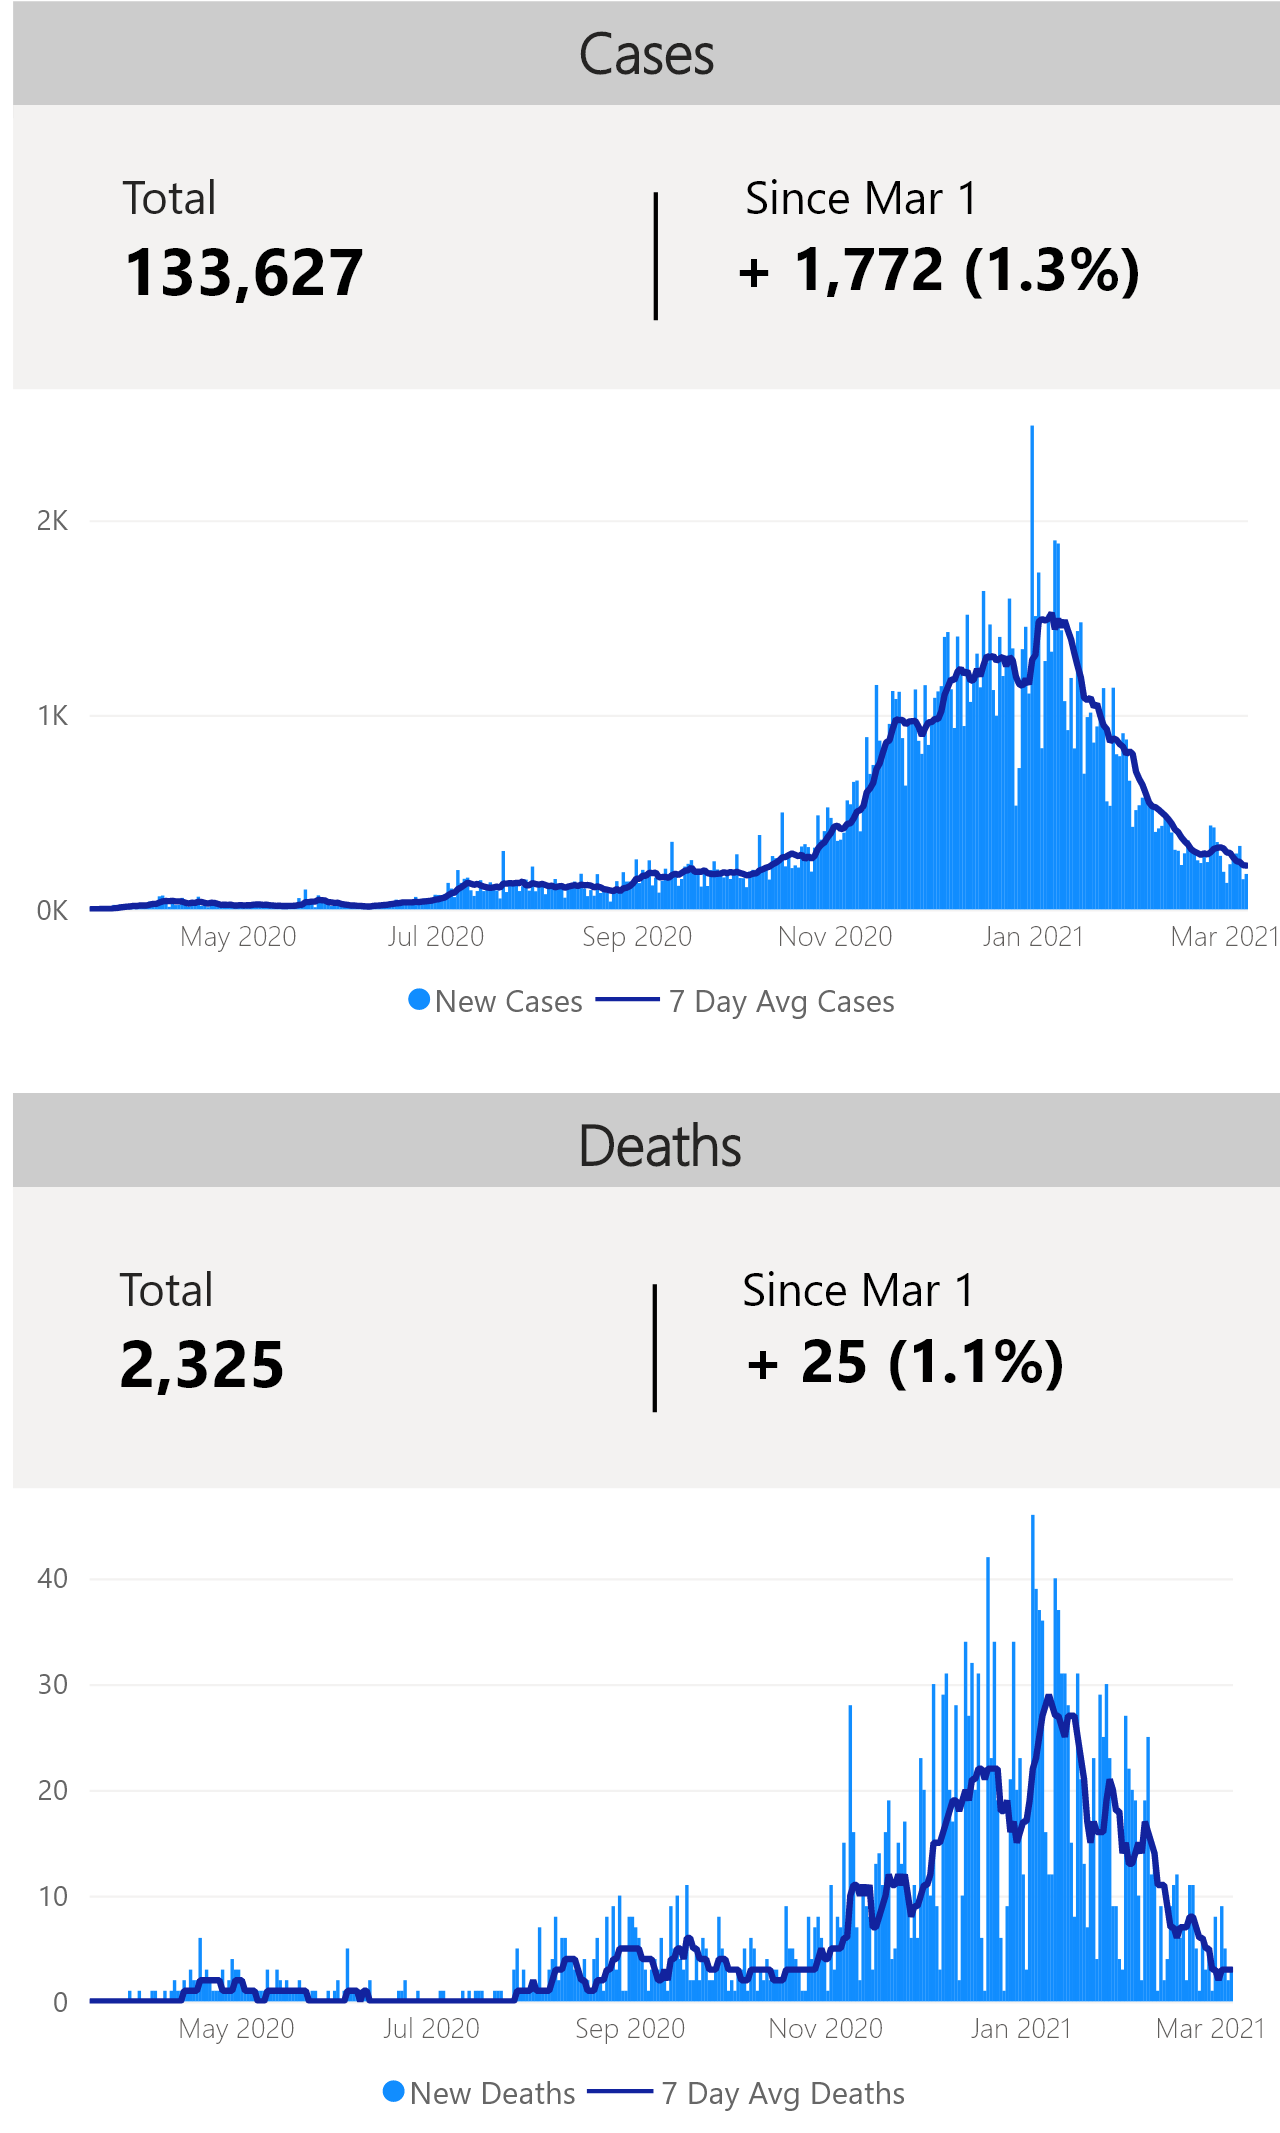 Cases
Total
Since Mar 1
133,627
+ 1,772 (1.3%)
2K
1K
0K
May 2020
Jul 2020
Sep 2020
Nov 2020
Jan 2021
Mar 2021
New Cases
7 Day Avg Cases
Deaths
Total
Since Mar 1
2,325
+ 25 (1.1%)
40
30
20
10
0
May 2020
Jul 2020
Sep 2020
Nov 2020
Jan 2021
Mar 2021
New Deaths
7 Day Avg Deaths